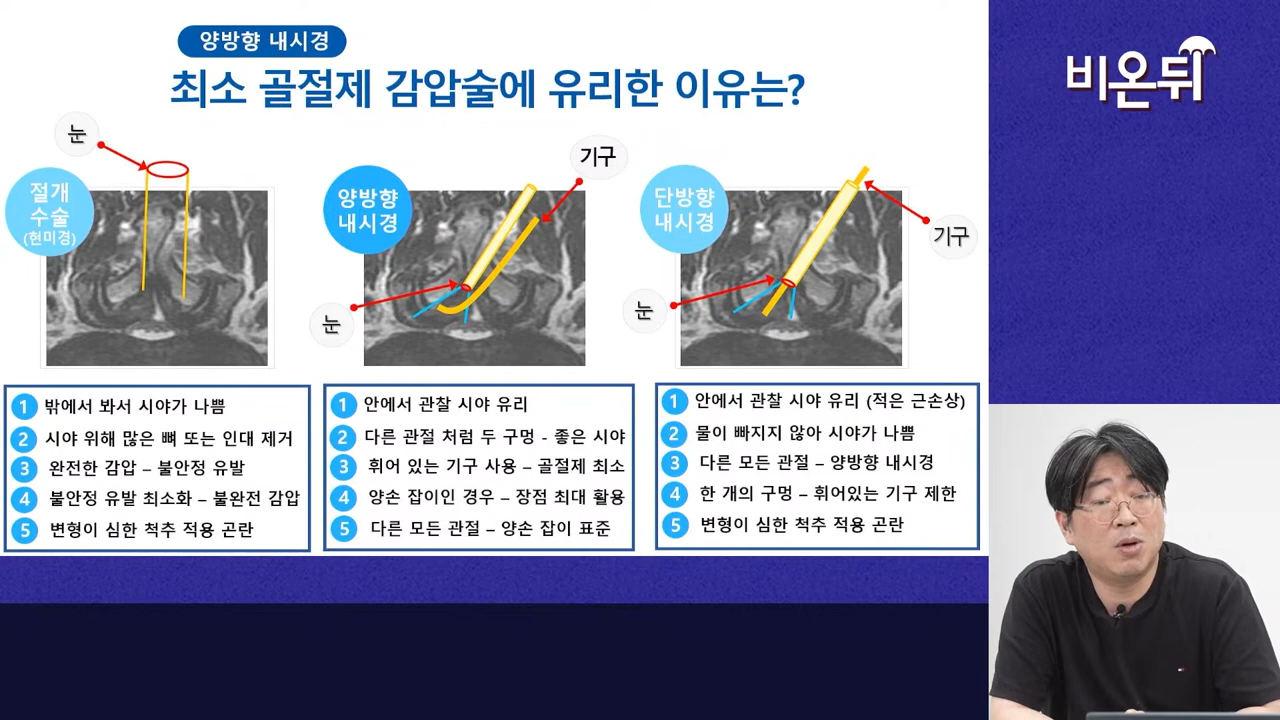 양방향 내시경
최소 골절제 감압술에 유리한 이유는?
비온뒤
눈
절개
수술
(현미경)
기구
양방향
내시경
눈
단방향
내시경
기구
눈
1 밖에서 봐서 시야가 나쁨
2 시야 위해 많은 뼈 또는 인대 제거
3 완전한 감압 – 불안정 유발
4 불안정 유발 최소화 – 불완전 감압
5 변형이 심한 척추 적용 곤란
1 안에서 관찰 시야 유리
2 다른 관절 처럼 두 구멍 - 좋은 시야
3 휘어 있는 기구 사용 – 골절제 최소
4 양손 잡이인 경우 – 장점 최대 활용
5 다른 모든 관절 – 양손 잡이 표준
1 안에서 관찰 시야 유리 (적은 근손상)
2 물이 빠지지 않아 시야가 나쁨
3 다른 모든 관절 – 양방향 내시경
4 한 개의 구멍 – 휘어있는 기구 제한
5 변형이 심한 척추 적용 곤란